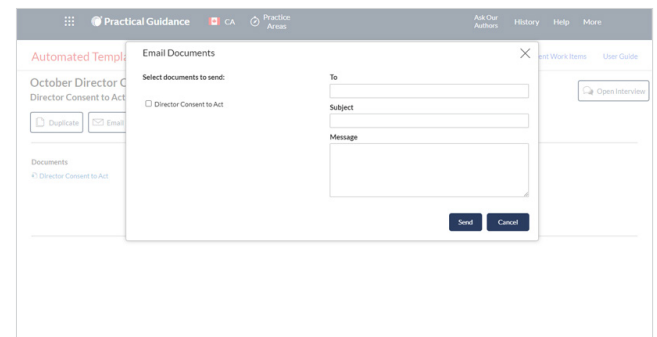 Practical Guidance CA Practice Areas Ask Our Authors History Help More
Automated Templa
ent Work Items User Guide
October Director C
Director Consent to Act
Open Interview
Duplicate Email
Documents
Director Consent to Act
Email Documents
Select documents to send:
Director Consent to Act
To
Subject
Message
Send Cancel